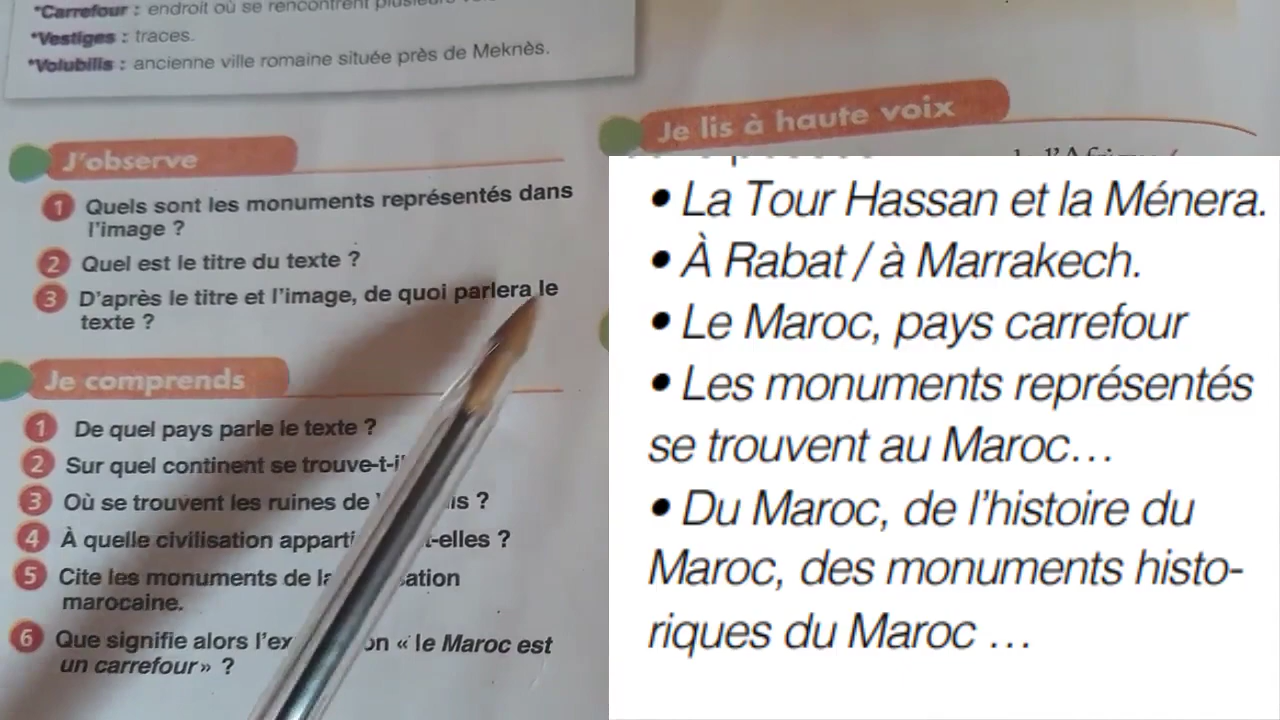 *Carrefour : endroit où se rencontrent plusieurs
*Vestiges : traces.
*Volubilis : ancienne ville romaine située près de Meknès.
J'observe
1 Quels sont les monuments représentés dans
l'image ?
2 Quel est le titre du texte ?
3 D'après le titre et l'image, de quoi parlera le
texte ?
Je comprends
1 De quel pays parle le texte ?
2 Sur quel continent se trouve-t-il
3 Où se trouvent les ruines de ?
4 À quelle civilisation -elles ?
5 Cite les monuments de la
marocaine.
6 Que signifie alors « le Maroc est
un carrefour » ?
Je lis à haute voix
l'Afrique
• La Tour Hassan et la Ménera.
• À Rabat / à Marrakech.
• Le Maroc, pays carrefour
• Les monuments représentés
se trouvent au Maroc...
• Du Maroc, de l'histoire du
Maroc, des monuments histo-
riques du Maroc ...